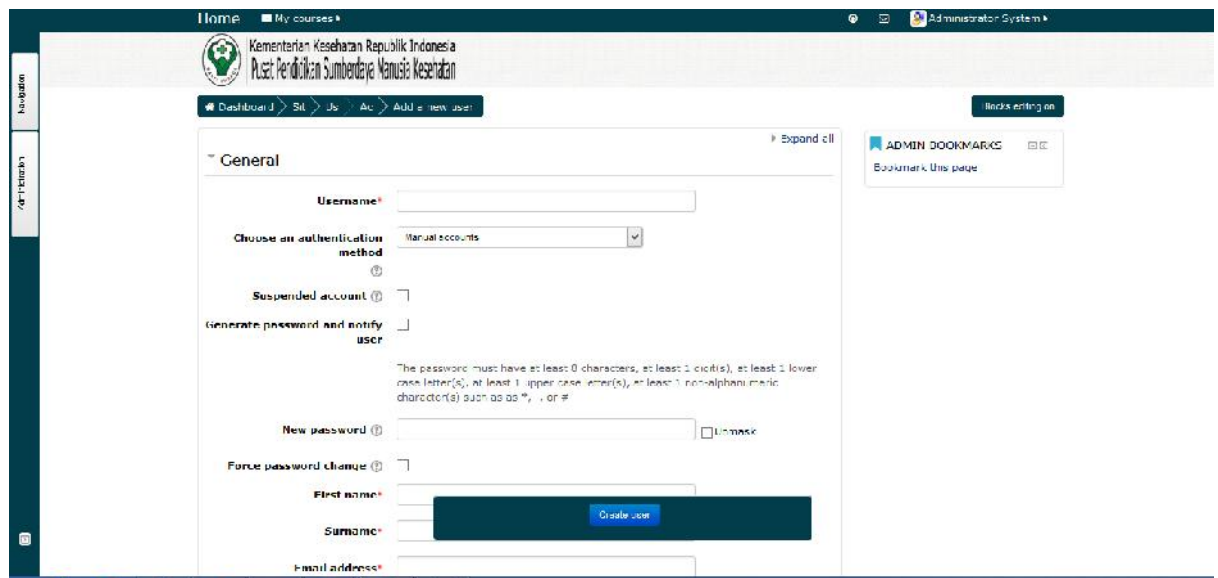 Home My courses
Administrator System
Kementerian Kesehatan Republik Indonesia
Pusat Pendidikan Sumberdaya Manusia Kesehatan
Navigation
Administration
Dashboard Sit Us Ac Add a new user
Blocks editing on
Expand all
General
ADMIN BOOKMARKS
Bookmark this page
Username*
Choose an authentication
method
Manual accounts
Suspended account
Generate password and notify
user
The password must have at least 8 characters, at least 1 digit(s), at least 1 lower
case letter(s), at least 1 upper case letter(s), at least 1 non-alphanumeric
character(s) such as as *, or #
New password
Unmask
Force password change
First name*
Create user
Surname*
Email address*